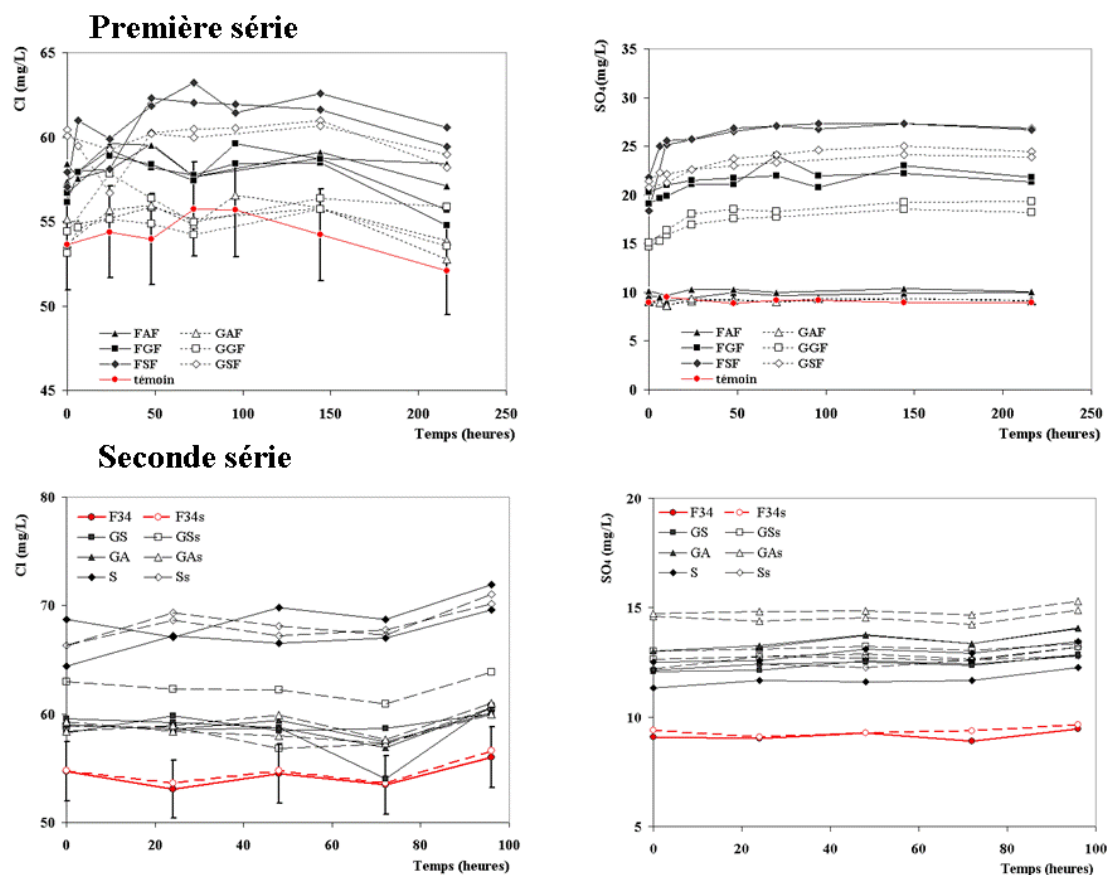 Première série
Cl (mg/L)
65
60
55
50
45
FAF
GAF
FGF
GGF
FSF
GSF
témoin
0 50 100 150 200 250
Temps (heures)
SO₄(mg/L)
35
30
25
20
15
10
5
0
FAF
GAF
FGF
GGF
FSF
GSF
témoin
0 50 100 150 200 250
Temps (heures)
Seconde série
Cl (mg/L)
80
70
60
50
F34
F34s
GS
GSs
GA
GAs
S
Ss
0 20 40 60 80 100
Temps (heures)
SO₄ (mg/L)
20
15
10
5
F34
F34s
GS
GSs
GA
GAs
S
Ss
0 20 40 60 80 100
Temps (heures)